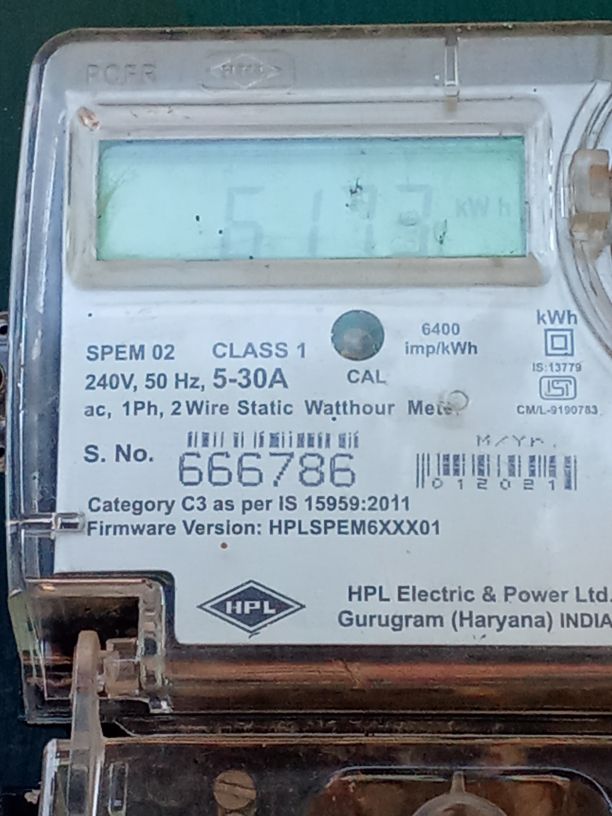 kWh
SPEM 02 CLASS 1
6400
imp/kWh
kWh
240V, 50 Hz, 5-30A
CAL
IS:13779
ISI
ac, 1Ph, 2 Wire Static Watthour Meter
CM/L-9190783
M/Yr.
S. No.
666786
012021
Category C3 as per IS 15959:2011
Firmware Version: HPLSPEM6XXX01
HPL
HPL Electric & Power Ltd.
Gurugram (Haryana) INDIA